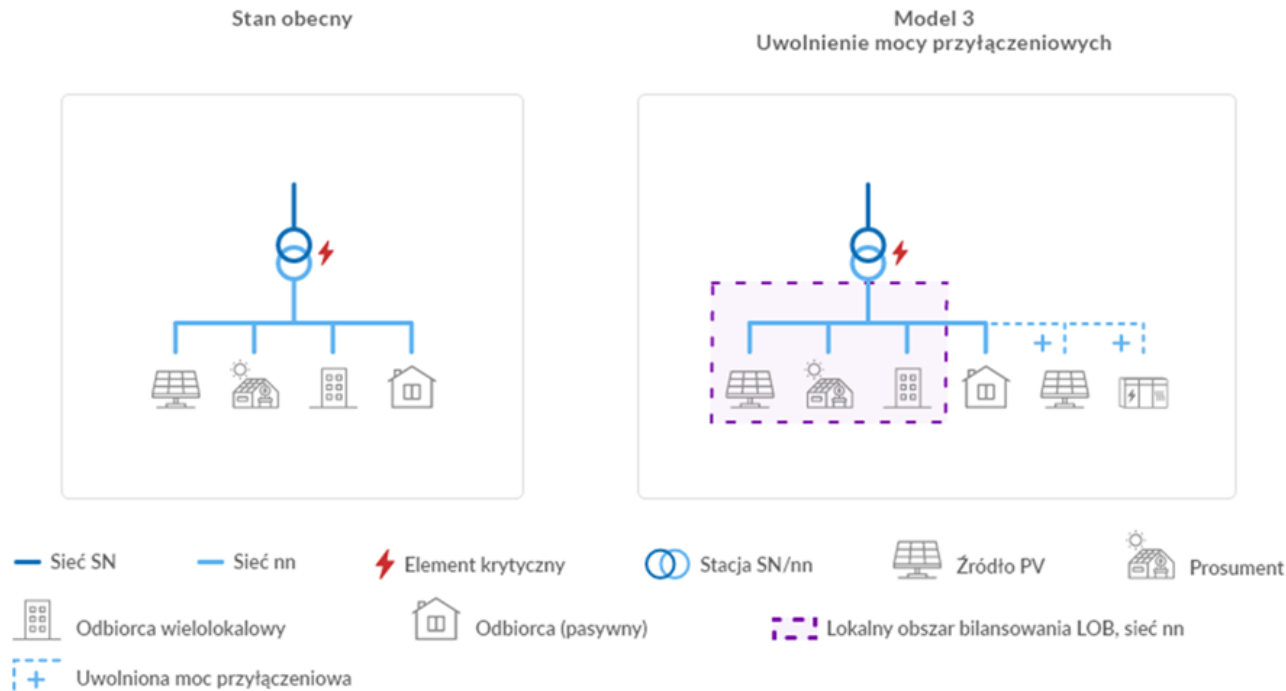 Stan obecny
Model 3
Uwolnienie mocy przyłączeniowych
Sieć SN
Sieć nn
Element krytyczny
Stacja SN/nn
Źródło PV
Prosument
Odbiorca wielolokalowy
Odbiorca (pasywny)
Lokalny obszar bilansowania LOB, sieć nn
Uwolniona moc przyłączeniowa